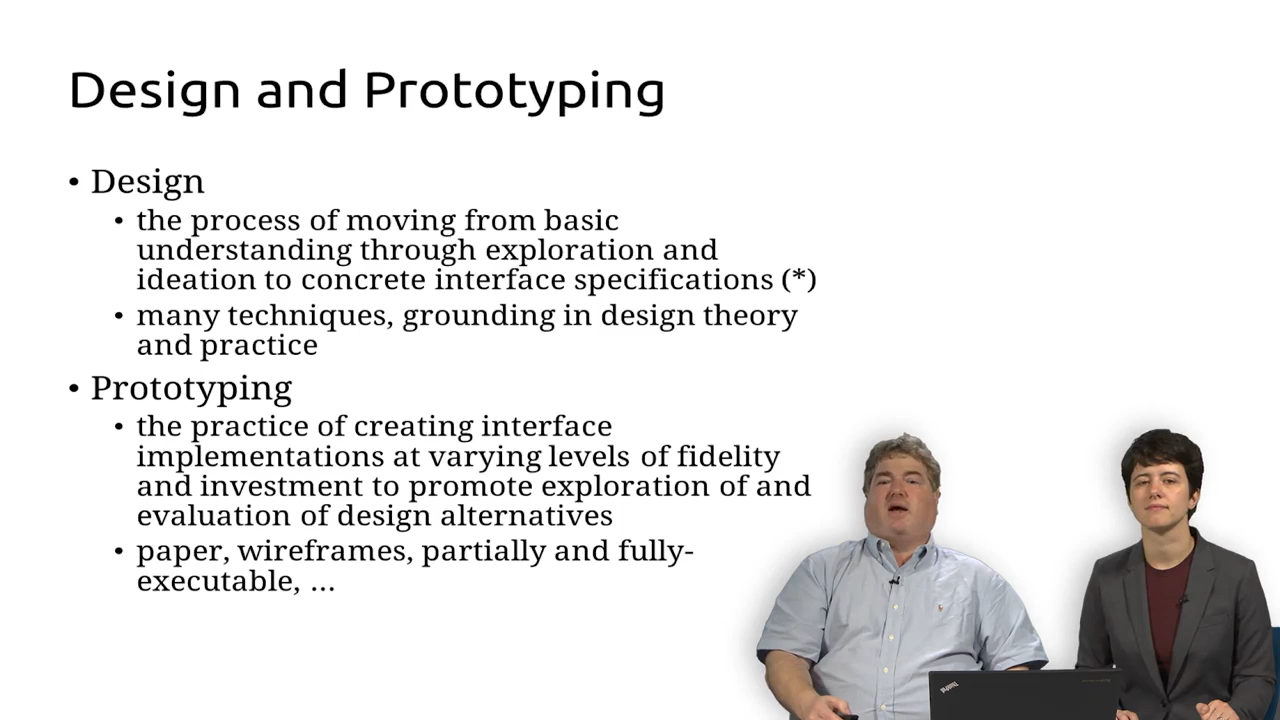 Design and Prototyping
• Design
• the process of moving from basic
understanding through exploration and
ideation to concrete interface specifications (*)
• many techniques, grounding in design theory
and practice
• Prototyping
• the practice of creating interface
implementations at varying levels of fidelity
and investment to promote exploration of and
evaluation of design alternatives
• paper, wireframes, partially and fully-
executable, ...